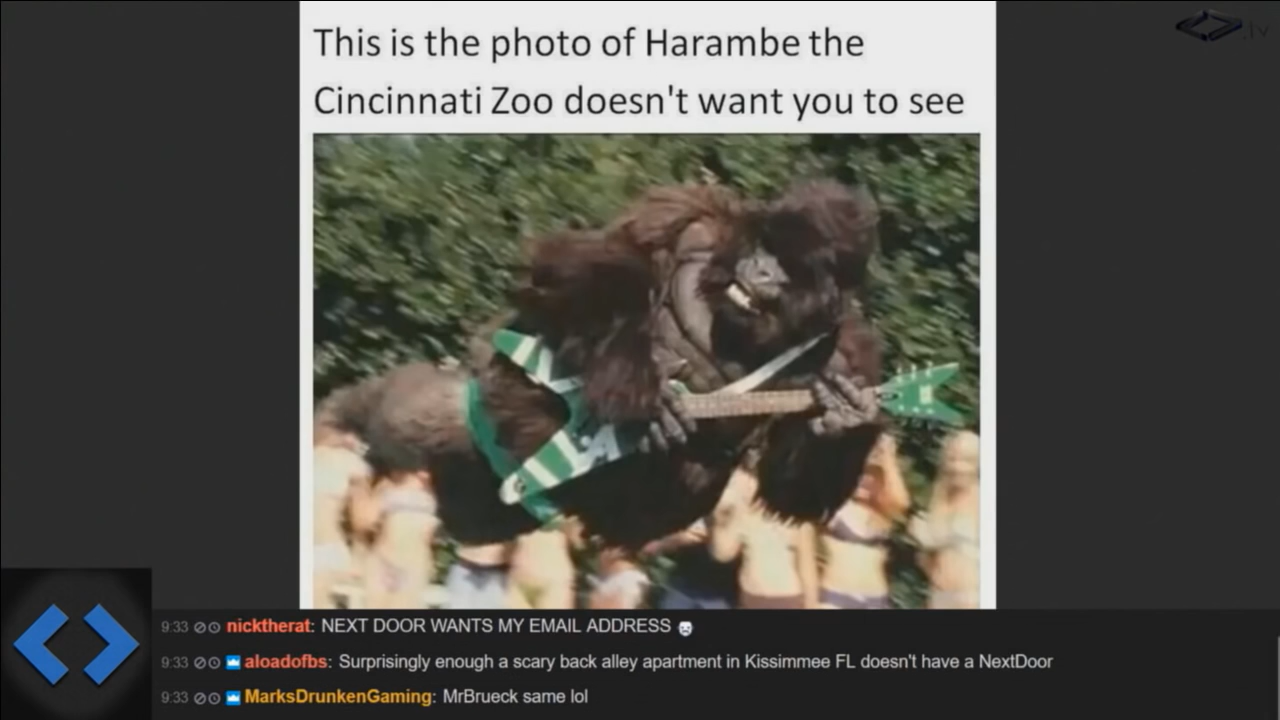 This is the photo of Harambe the
Cincinnati Zoo doesn't want you to see
.lv
9:33 nicktherat: NEXT DOOR WANTS MY EMAIL ADDRESS
9:33 aloadofbs: Surprisingly enough a scary back alley apartment in Kissimmee FL doesn't have a NextDoor
9:33 MarksDrunkenGaming: MrBrueck same lol